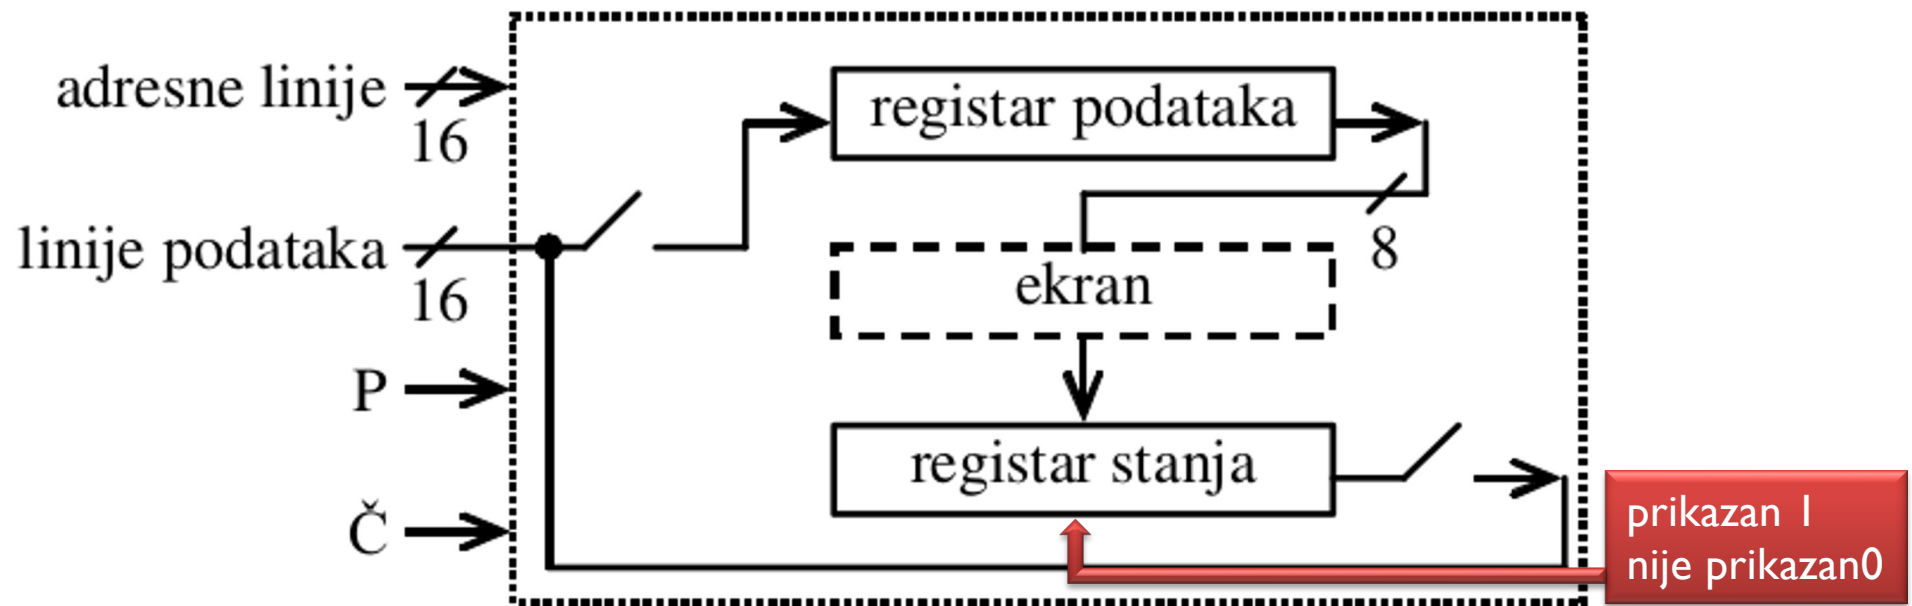 adresne linije
16
registar podataka
linije podataka
16
8
ekran
P
registar stanja
Č
prikazan 1
nije prikazan0